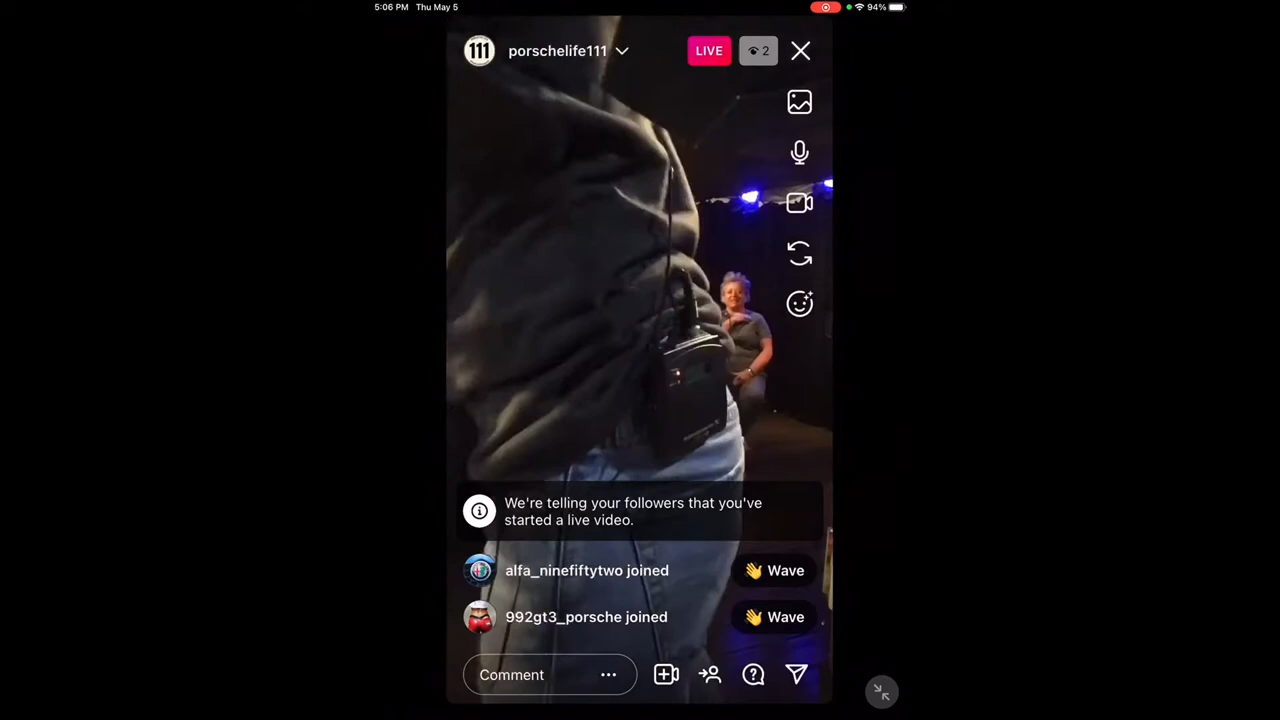 5:06 PM Thu May 5
94%
111
porschelife111
LIVE
2
We're telling your followers that you've
started a live video.
alfa_ninefiftytwo joined
👋 Wave
992gt3_porsche joined
👋 Wave
Comment